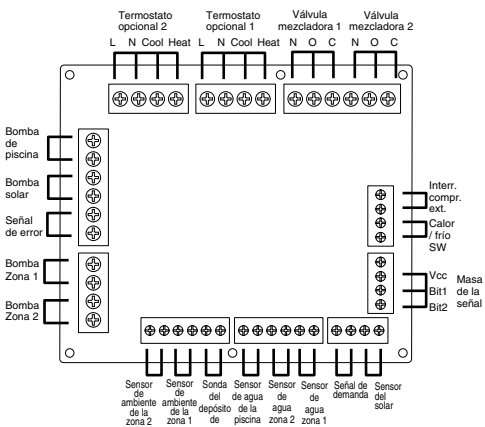 Termostato
opcional 2
L N Cool Heat
Termostato
opcional 1
L N Cool Heat
Válvula
mezcladora 1
N O C
Válvula
mezcladora 2
N O C
Bomba
de
piscina
Bomba
solar
Señal
de error
Bomba
Zona 1
Bomba
Zona 2
Interr.
compr.
ext.
Calor
/ frío
SW
Vcc
Bit1
Bit2
Masa
de la
señal
Sensor
de
ambiente
de la
zona 2
Sensor
de
ambiente
de la
zona 1
Sonda
del
depósito
de
Sensor
de agua
de la
piscina
Sensor
de
agua
zona 2
Sensor
de
agua
zona 1
Señal de
demanda
Sensor
del
solar